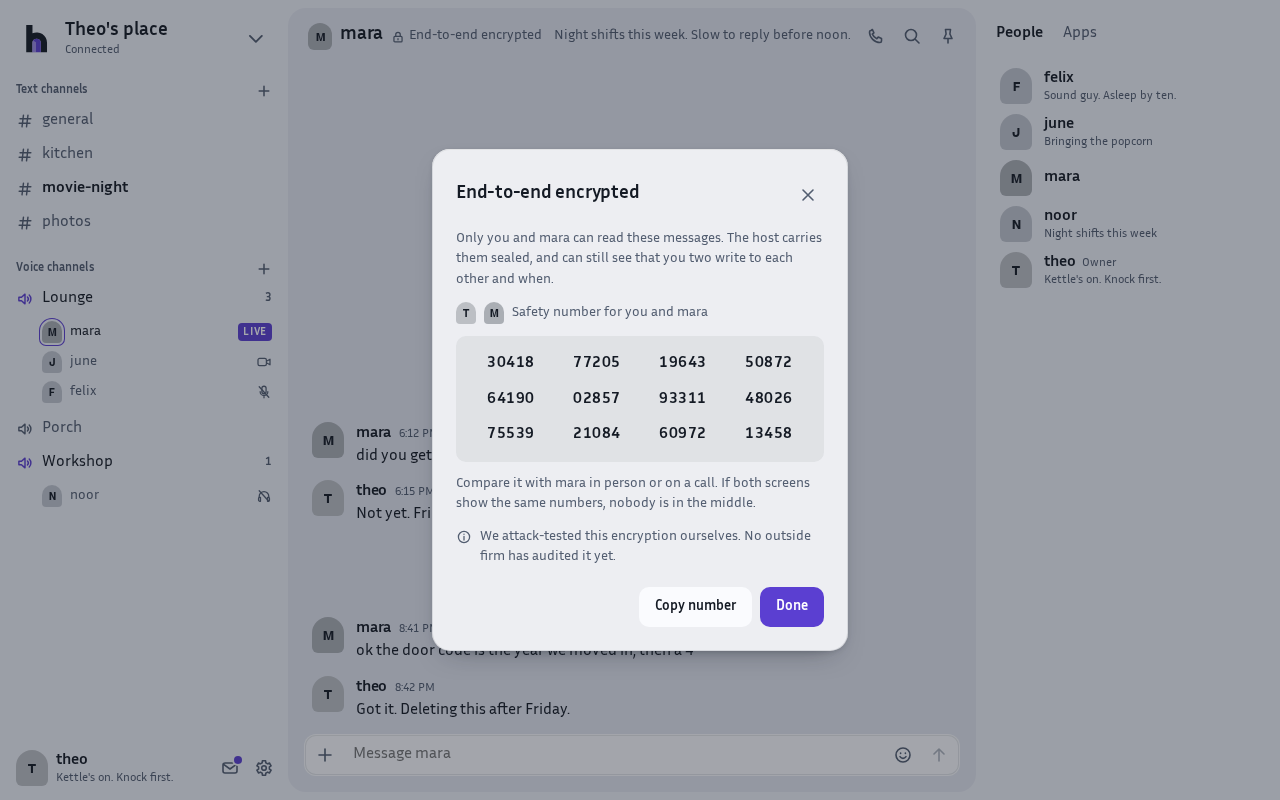 Theo's place
Connected
Text channels
general
kitchen
movie-night
photos
Voice channels
Lounge 3
M mara LIVE
J june
F felix
Porch
Workshop 1
N noor
T theo
Kettle's on. Knock first.
M mara End-to-end encrypted Night shifts this week. Slow to reply before noon.
M mara 6:12 PM
did you get
T theo 6:15 PM
Not yet. Fri
M mara 8:41 PM
ok the door code is the year we moved in, then a 4
T theo 8:42 PM
Got it. Deleting this after Friday.
Message mara
End-to-end encrypted
Only you and mara can read these messages. The host carries
them sealed, and can still see that you two write to each
other and when.
T M Safety number for you and mara
30418 77205 19643 50872
64190 02857 93311 48026
75539 21084 60972 13458
Compare it with mara in person or on a call. If both screens
show the same numbers, nobody is in the middle.
We attack-tested this encryption ourselves. No outside
firm has audited it yet.
Copy number Done
People Apps
F felix
Sound guy. Asleep by ten.
J june
Bringing the popcorn
M mara
N noor
Night shifts this week
T theo Owner
Kettle's on. Knock first.